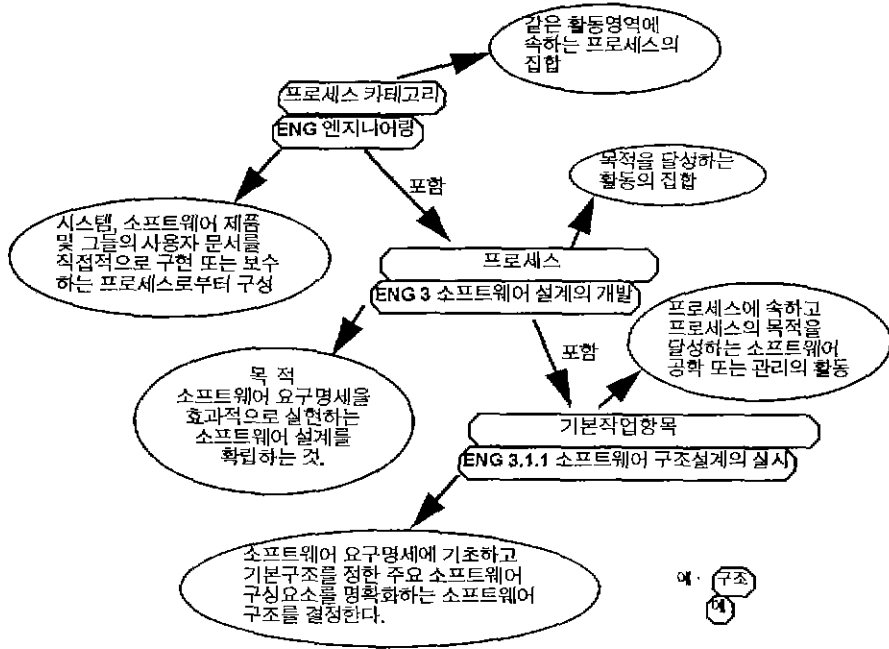 같은 활동영역에
속하는 프로세스의
집합
프로세스 카테고리
ENG 엔지니어링
목적을 달성하는
활동의 집합
포함
시스템, 소프트웨어 제품
및 그들의 사용자 문서를
직접적으로 구현 또는 보수
하는 프로세스로부터 구성
프로세스
ENG 3 소프트웨어 설계의 개발
프로세스에 속하고
프로세스의 목적을
달성하는 소프트웨어
공학 또는 관리의 활동
포함
목 적
소프트웨어 요구명세을
효과적으로 실현하는
소프트웨어 설계를
확립하는 것.
기본작업항목
ENG 3.1.1 소프트웨어 구조설계의 실시
소프트웨어 요구명세에 기초하고
기본구조를 정한 주요 소프트웨어
구성요소를 명확화하는 소프트웨어
구조를 결정한다.
예 · 구조
예